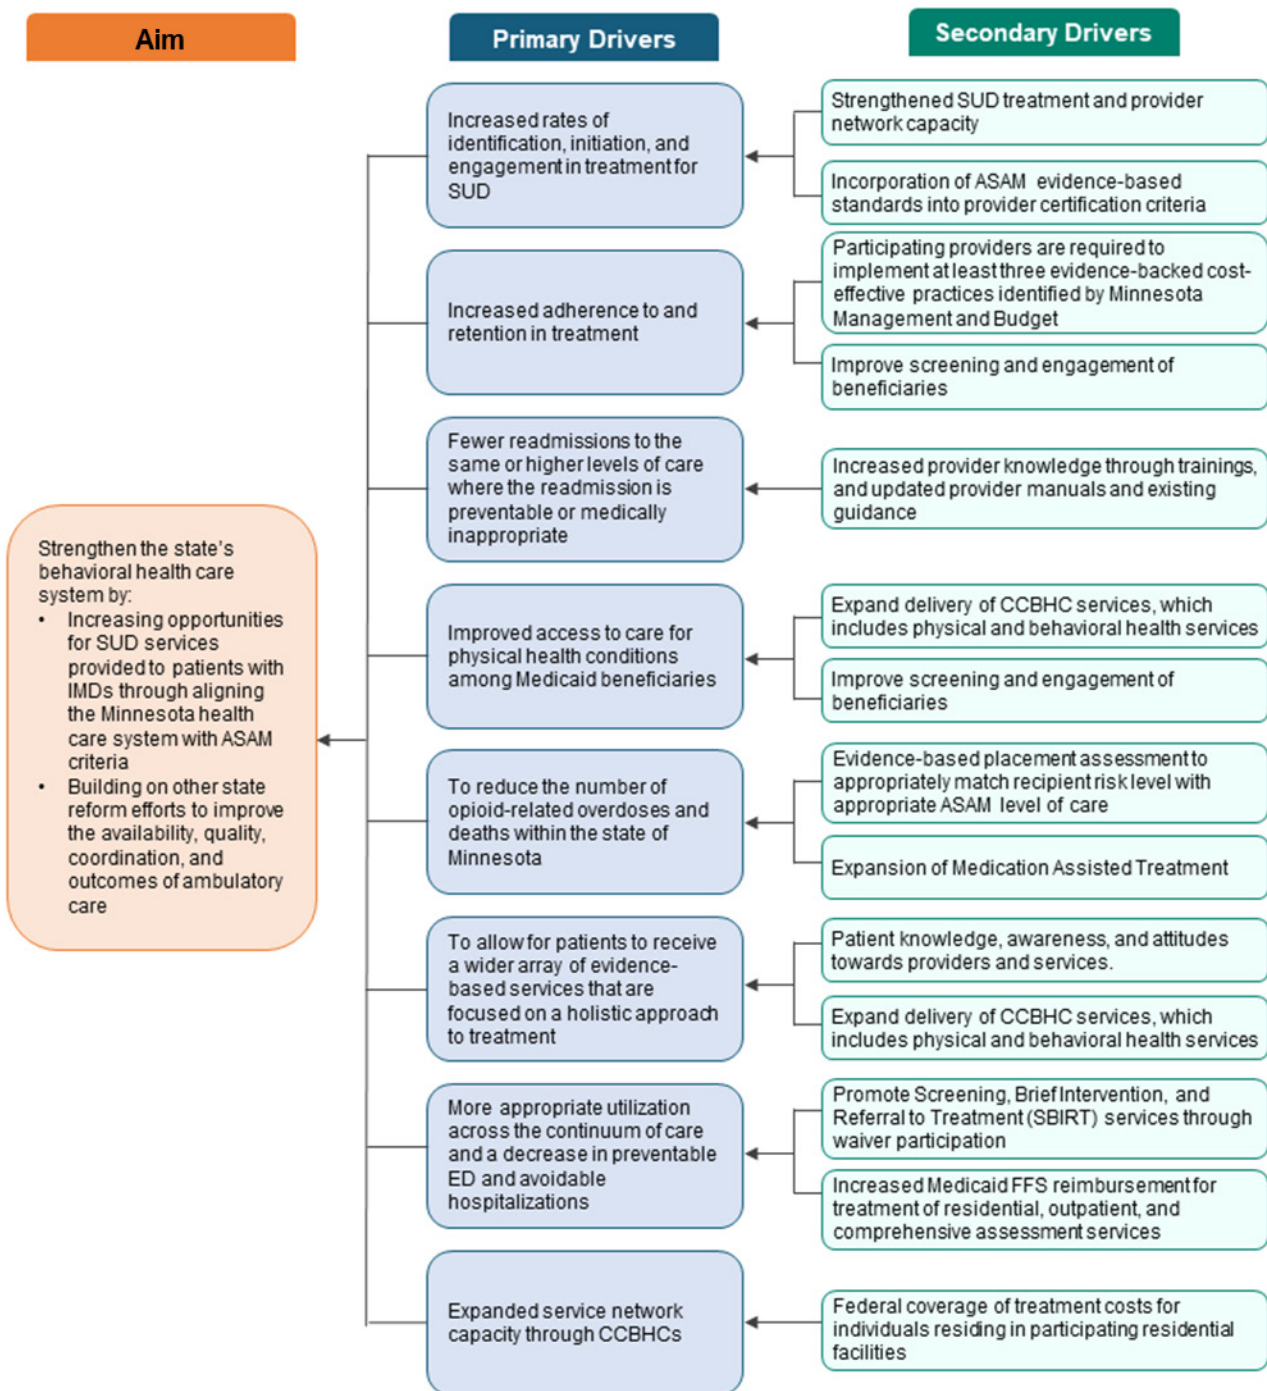 Aim
Primary Drivers
Secondary Drivers
Strengthen the state's
behavioral health care
system by:
• Increasing opportunities
for SUD services
provided to patients with
IMDs through aligning
the Minnesota health
care system with ASAM
criteria
• Building on other state
reform efforts to improve
the availability, quality,
coordination, and
outcomes of ambulatory
care
Increased rates of
identification, initiation, and
engagement in treatment for
SUD
Strengthened SUD treatment and provider
network capacity
Incorporation of ASAM evidence-based
standards into provider certification criteria
Increased adherence to and
retention in treatment
Participating providers are required to
implement at least three evidence-backed cost-
effective practices identified by Minnesota
Management and Budget
Improve screening and engagement of
beneficiaries
Fewer readmissions to the
same or higher levels of care
where the readmission is
preventable or medically
inappropriate
Increased provider knowledge through trainings,
and updated provider manuals and existing
guidance
Improved access to care for
physical health conditions
among Medicaid beneficiaries
Expand delivery of CCBHC services, which
includes physical and behavioral health services
Improve screening and engagement of
beneficiaries
To reduce the number of
opioid-related overdoses and
deaths within the state of
Minnesota
Evidence-based placement assessment to
appropriately match recipient risk level with
appropriate ASAM level of care
Expansion of Medication Assisted Treatment
To allow for patients to receive
a wider array of evidence-
based services that are
focused on a holistic approach
to treatment
Patient knowledge, awareness, and attitudes
towards providers and services.
Expand delivery of CCBHC services, which
includes physical and behavioral health services
More appropriate utilization
across the continuum of care
and a decrease in preventable
ED and avoidable
hospitalizations
Promote Screening, Brief Intervention, and
Referral to Treatment (SBIRT) services through
waiver participation
Increased Medicaid FFS reimbursement for
treatment of residential, outpatient, and
comprehensive assessment services
Expanded service network
capacity through CCBHCs
Federal coverage of treatment costs for
individuals residing in participating residential
facilities